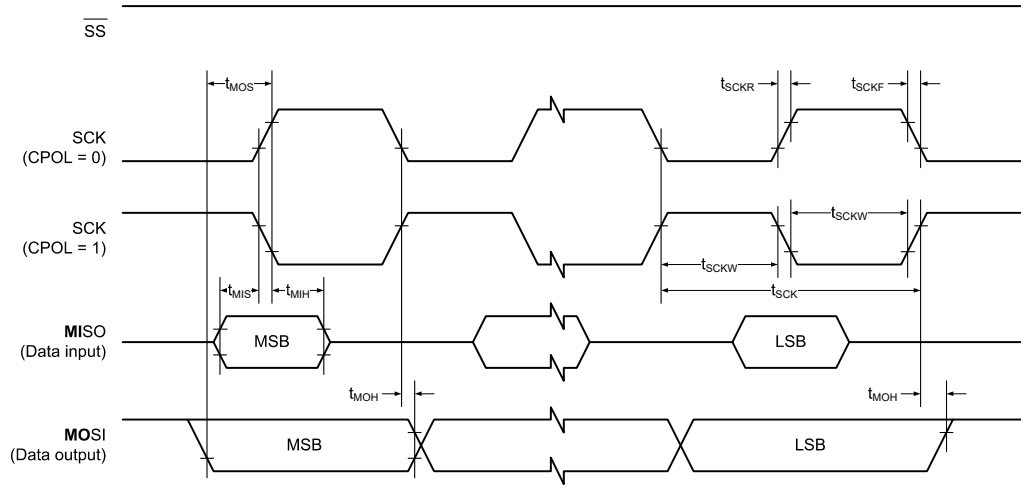 SS
tMOS
tSCKR
tSCKF
SCK
(CPOL = 0)
SCK
(CPOL = 1)
tSCKW
tSCKW
tSCK
tMIS
tMIH
MISO
(Data input)
MSB
LSB
tMOH
tMOH
MOSI
(Data output)
MSB
LSB